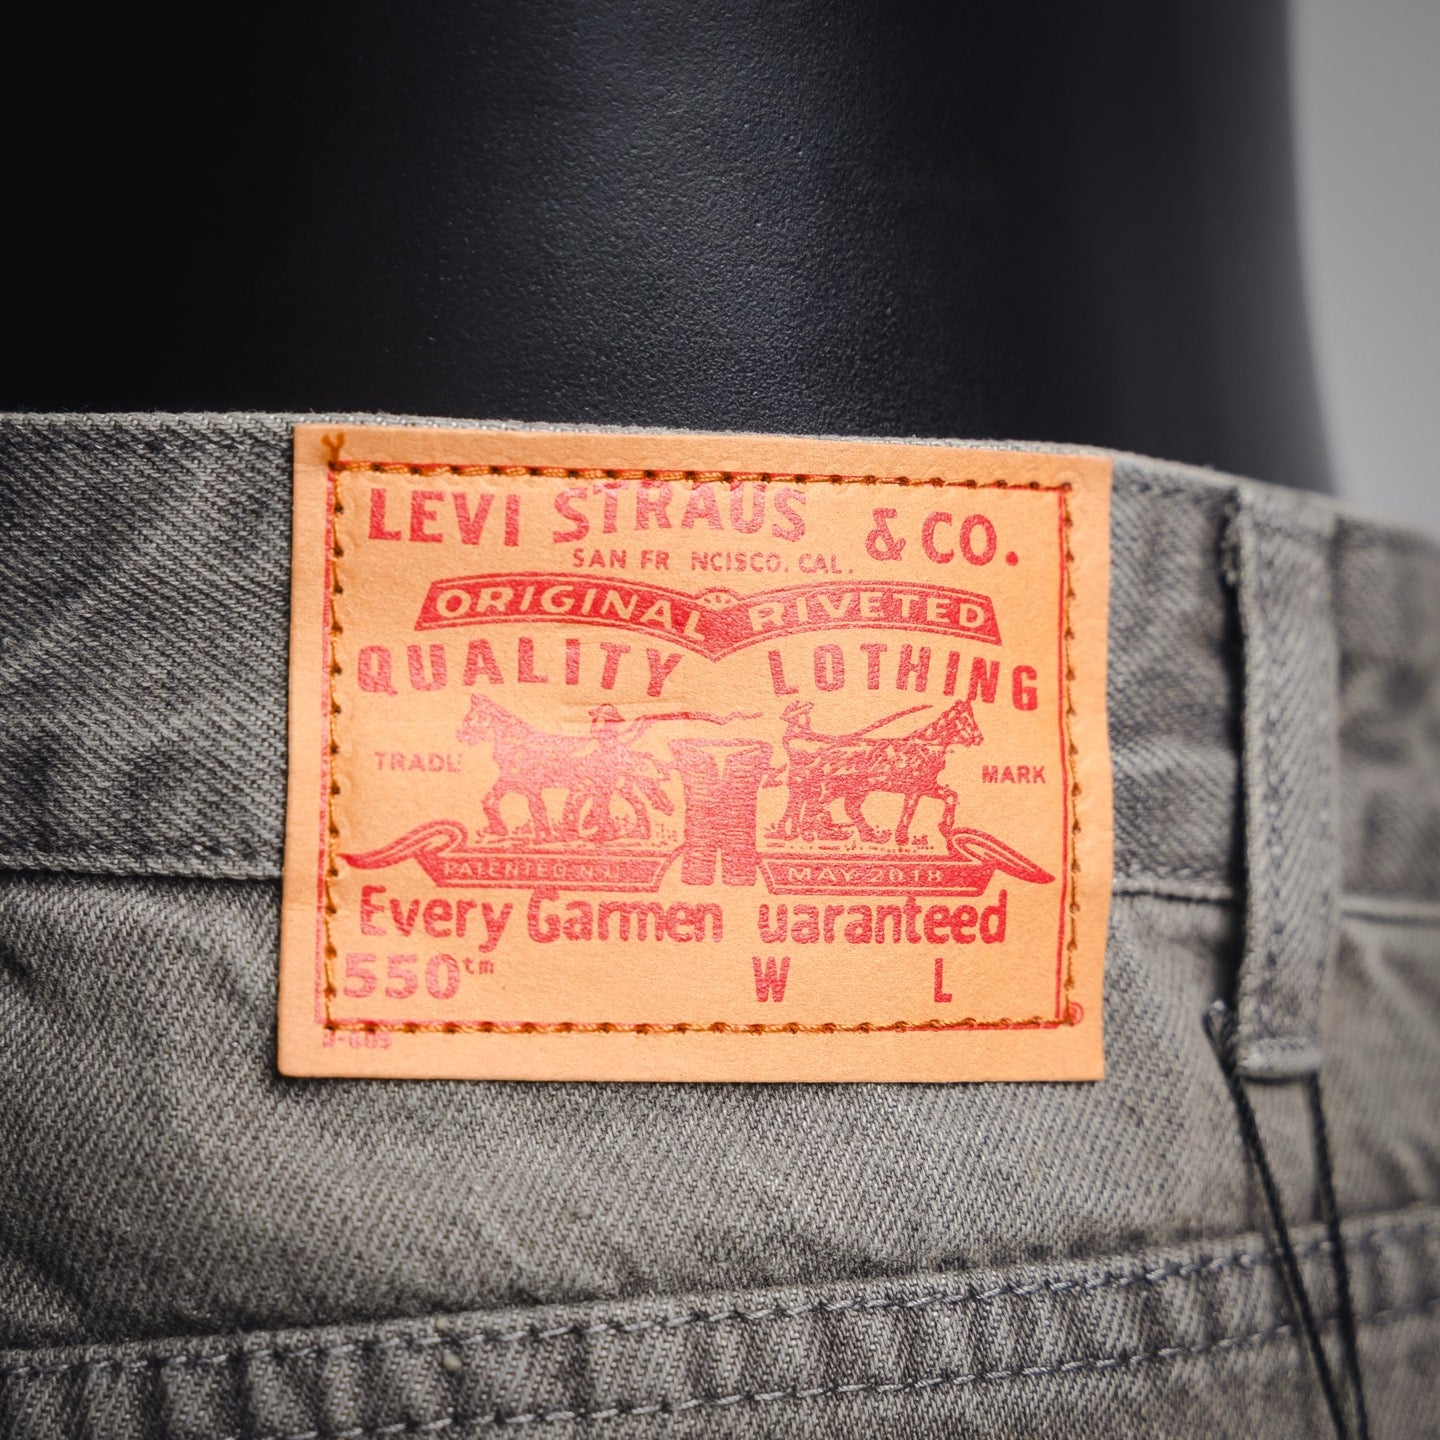 LEVI STRAUS & CO.
SAN FR NCISCO. CAL.
ORIGINAL RIVETED
QUALITY LOTHING
TRADE MARK
PATENTED N.U MAY 2018
Every Garmen uaranteed
550tm W L
®